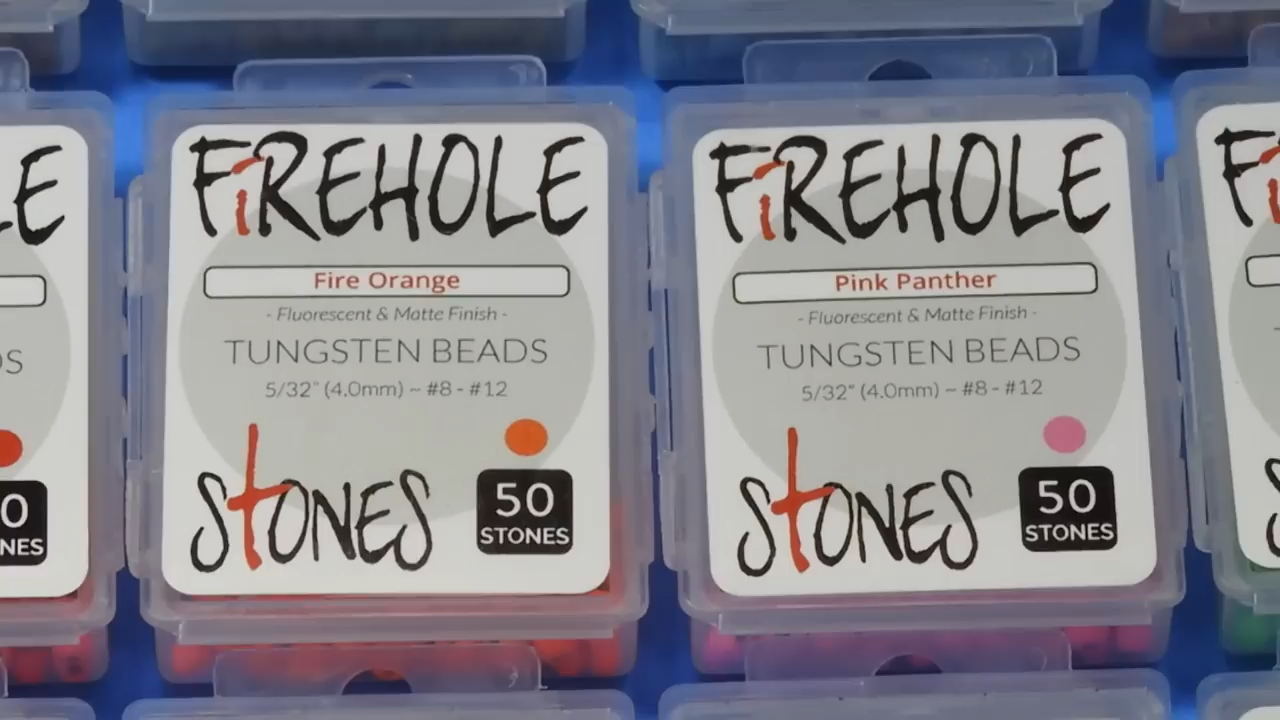 FiREHOLE
Fire Orange
- Fluorescent & Matte Finish -
TUNGSTEN BEADS
5/32" (4.0mm) ~ #8 - #12
StONES
50
STONES
FiREHOLE
Pink Panther
- Fluorescent & Matte Finish -
TUNGSTEN BEADS
5/32" (4.0mm) ~ #8 - #12
StONES
50
STONES